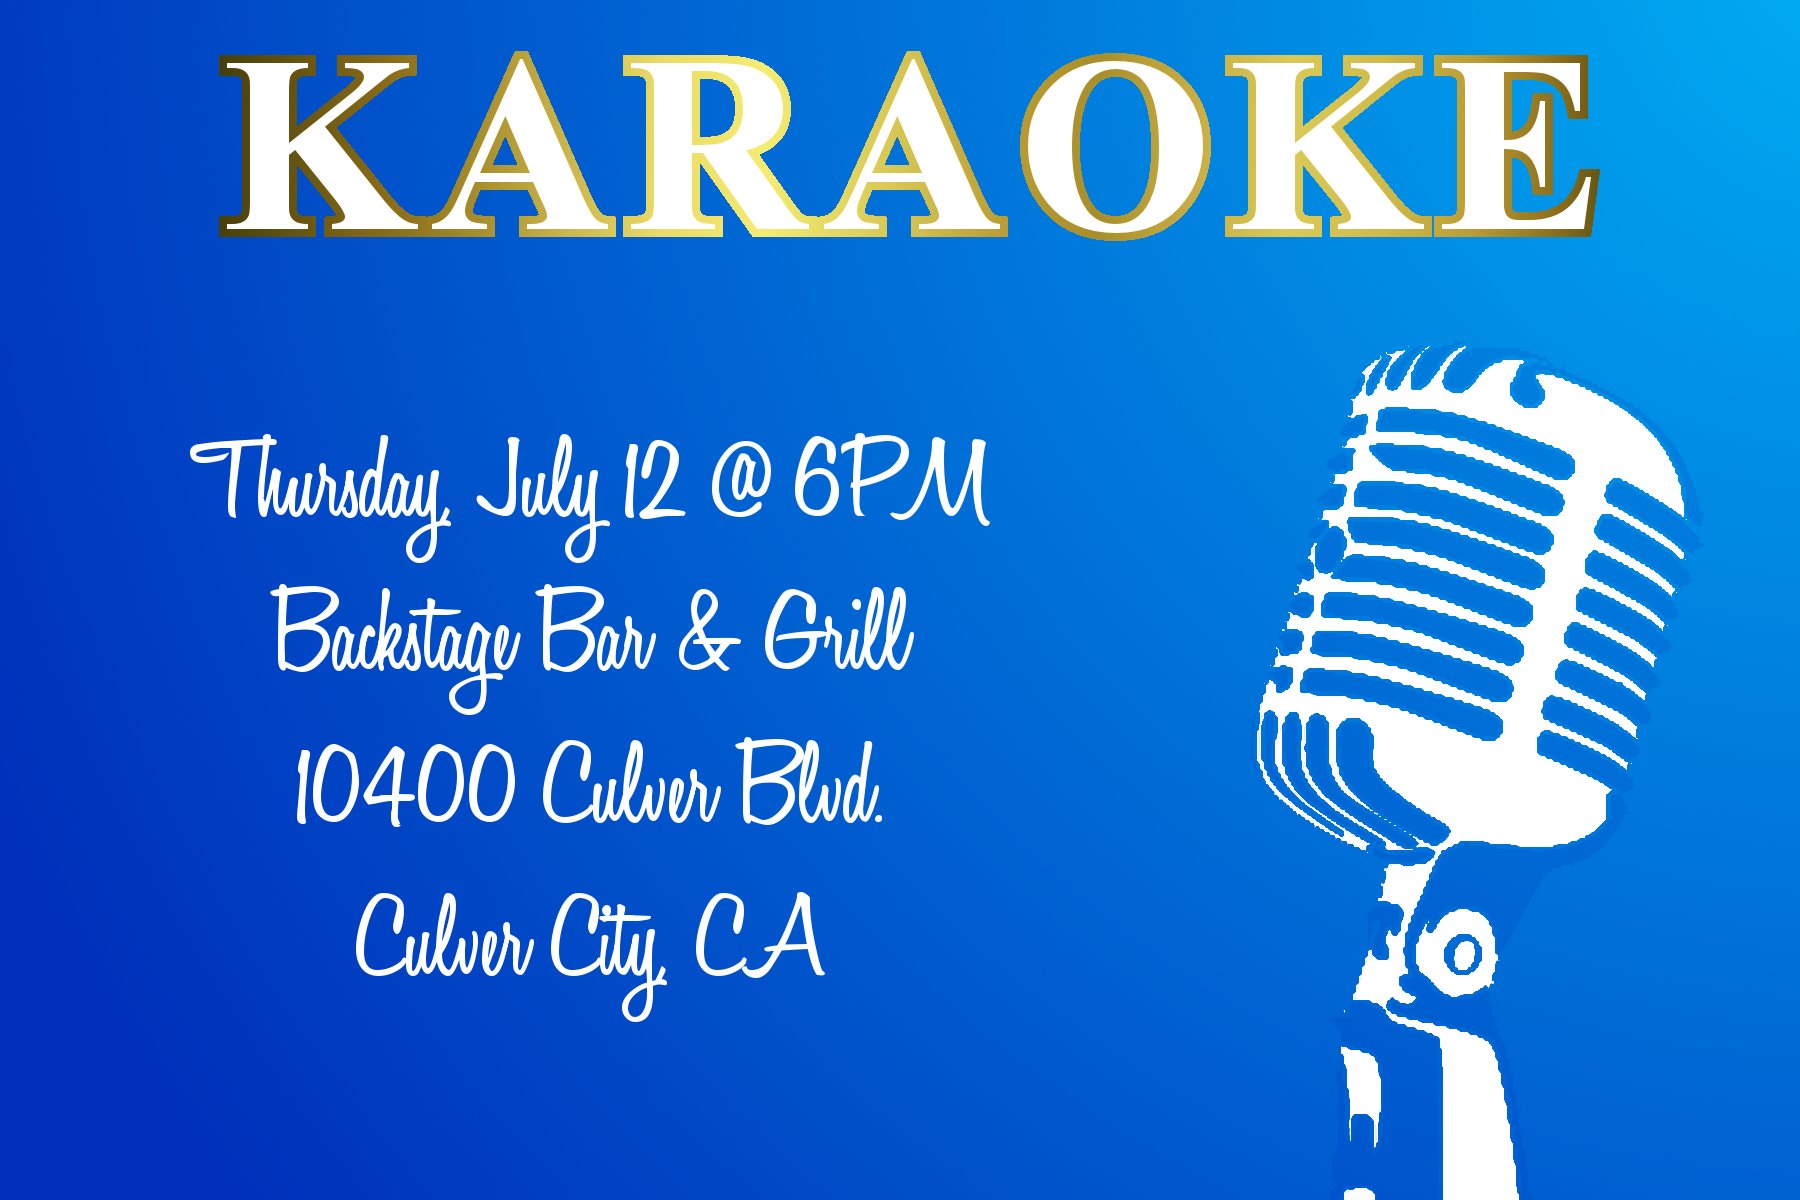 KARAOKE
Thursday, July 12 @ 6PM
Backstage Bar & Grill
10400 Culver Blvd.
Culver City, CA